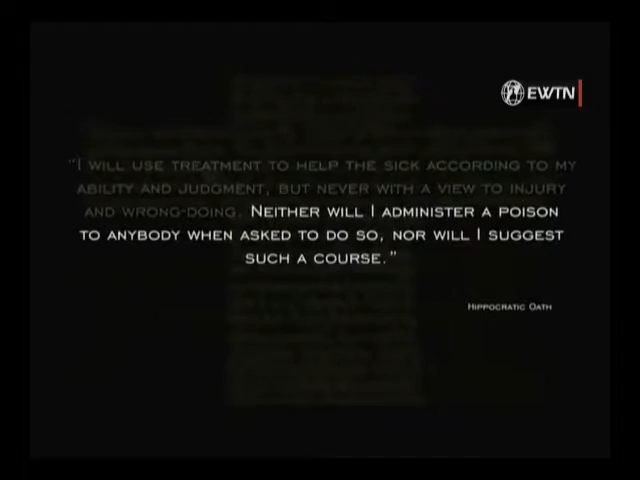 EWTN
"I WILL USE TREATMENT TO HELP THE SICK ACCORDING TO MY
ABILITY AND JUDGMENT, BUT NEVER WITH A VIEW TO INJURY
AND WRONG-DOING. NEITHER WILL I ADMINISTER A POISON
TO ANYBODY WHEN ASKED TO DO SO, NOR WILL I SUGGEST
SUCH A COURSE."
HIPPOCRATIC OATH